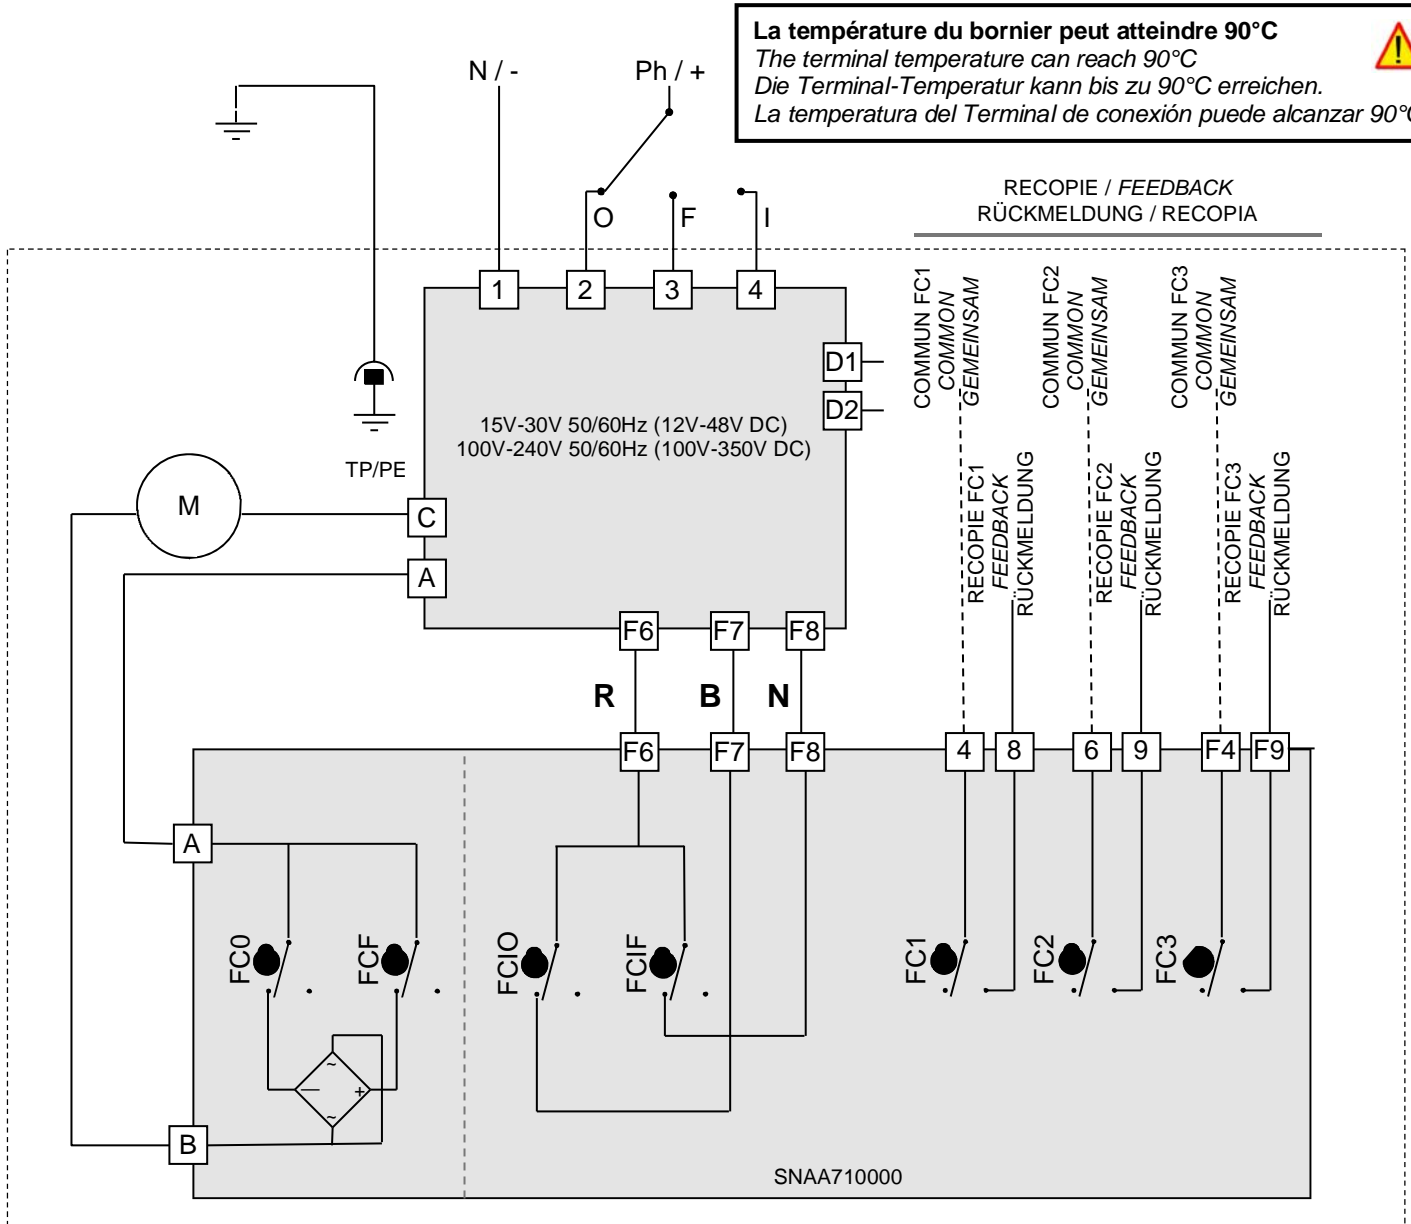 La température du bornier peut atteindre 90°C
The terminal temperature can reach 90°C
Die Terminal-Temperatur kann bis zu 90°C erreichen.
La temperatura del Terminal de conexión puede alcanzar 90°C
N / -
Ph / +
RECOPIE / FEEDBACK
RÜCKMELDUNG / RECOPIA
O
F
I
1
2
3
4
D1
D2
15V-30V 50/60Hz (12V-48V DC)
100V-240V 50/60Hz (100V-350V DC)
TP/PE
M
C
A
COMMUN FC1
COMMON
GEMEINSAM
COMMUN FC2
COMMON
GEMEINSAM
COMMUN FC3
COMMON
GEMEINSAM
RECOPIE FC1
FEEDBACK
RÜCKMELDUNG
RECOPIE FC2
FEEDBACK
RÜCKMELDUNG
RECOPIE FC3
FEEDBACK
RÜCKMELDUNG
F6
F7
F8
R
B
N
F6
F7
F8
4
8
6
9
F4
F9
A
FC0
FCF
FCIO
FCIF
FC1
FC2
FC3
~
— +
~
B
SNAA710000